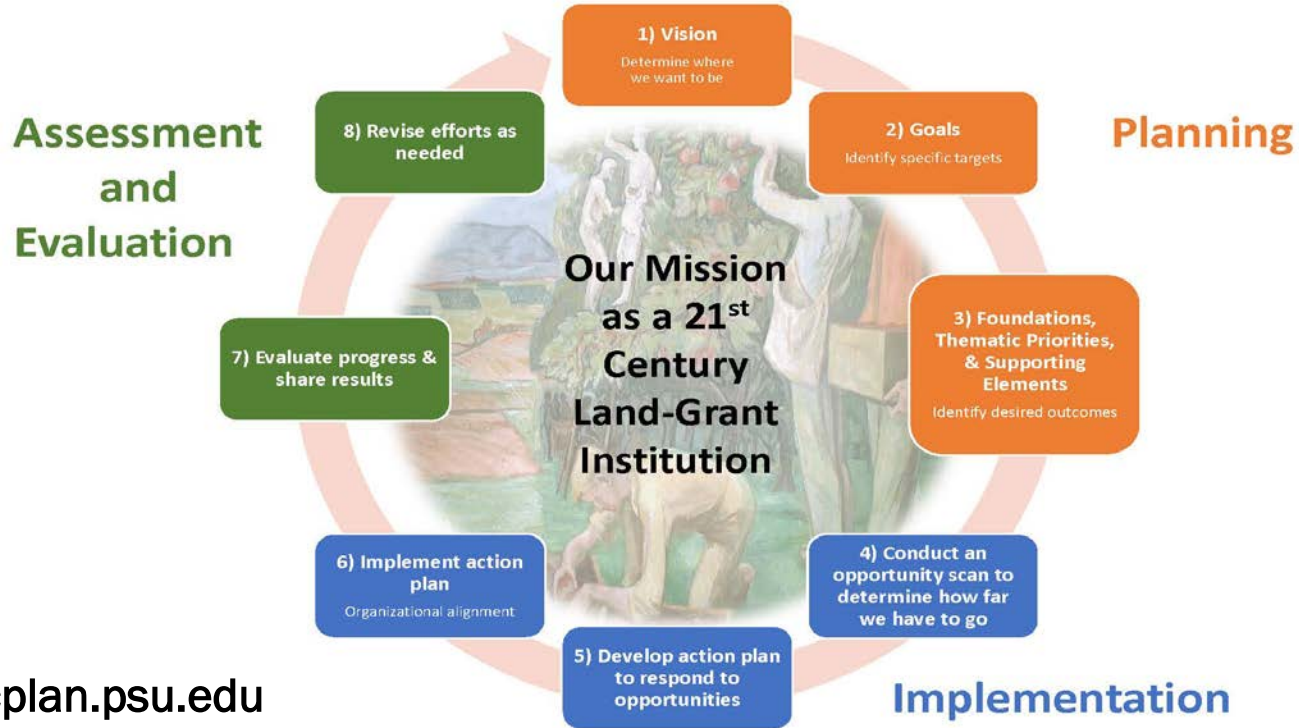 1) Vision
Determine where
we want to be
2) Goals
Identify specific targets
3) Foundations,
Thematic Priorities,
& Supporting
Elements
Identify desired outcomes
4) Conduct an
opportunity scan to
determine how far
we have to go
5) Develop action plan
to respond to
opportunities
6) Implement action
plan
Organizational alignment
7) Evaluate progress &
share results
8) Revise efforts as
needed
Assessment
and
Evaluation
Planning
Our Mission
as a 21st
Century
Land-Grant
Institution
Implementation
plan.psu.edu